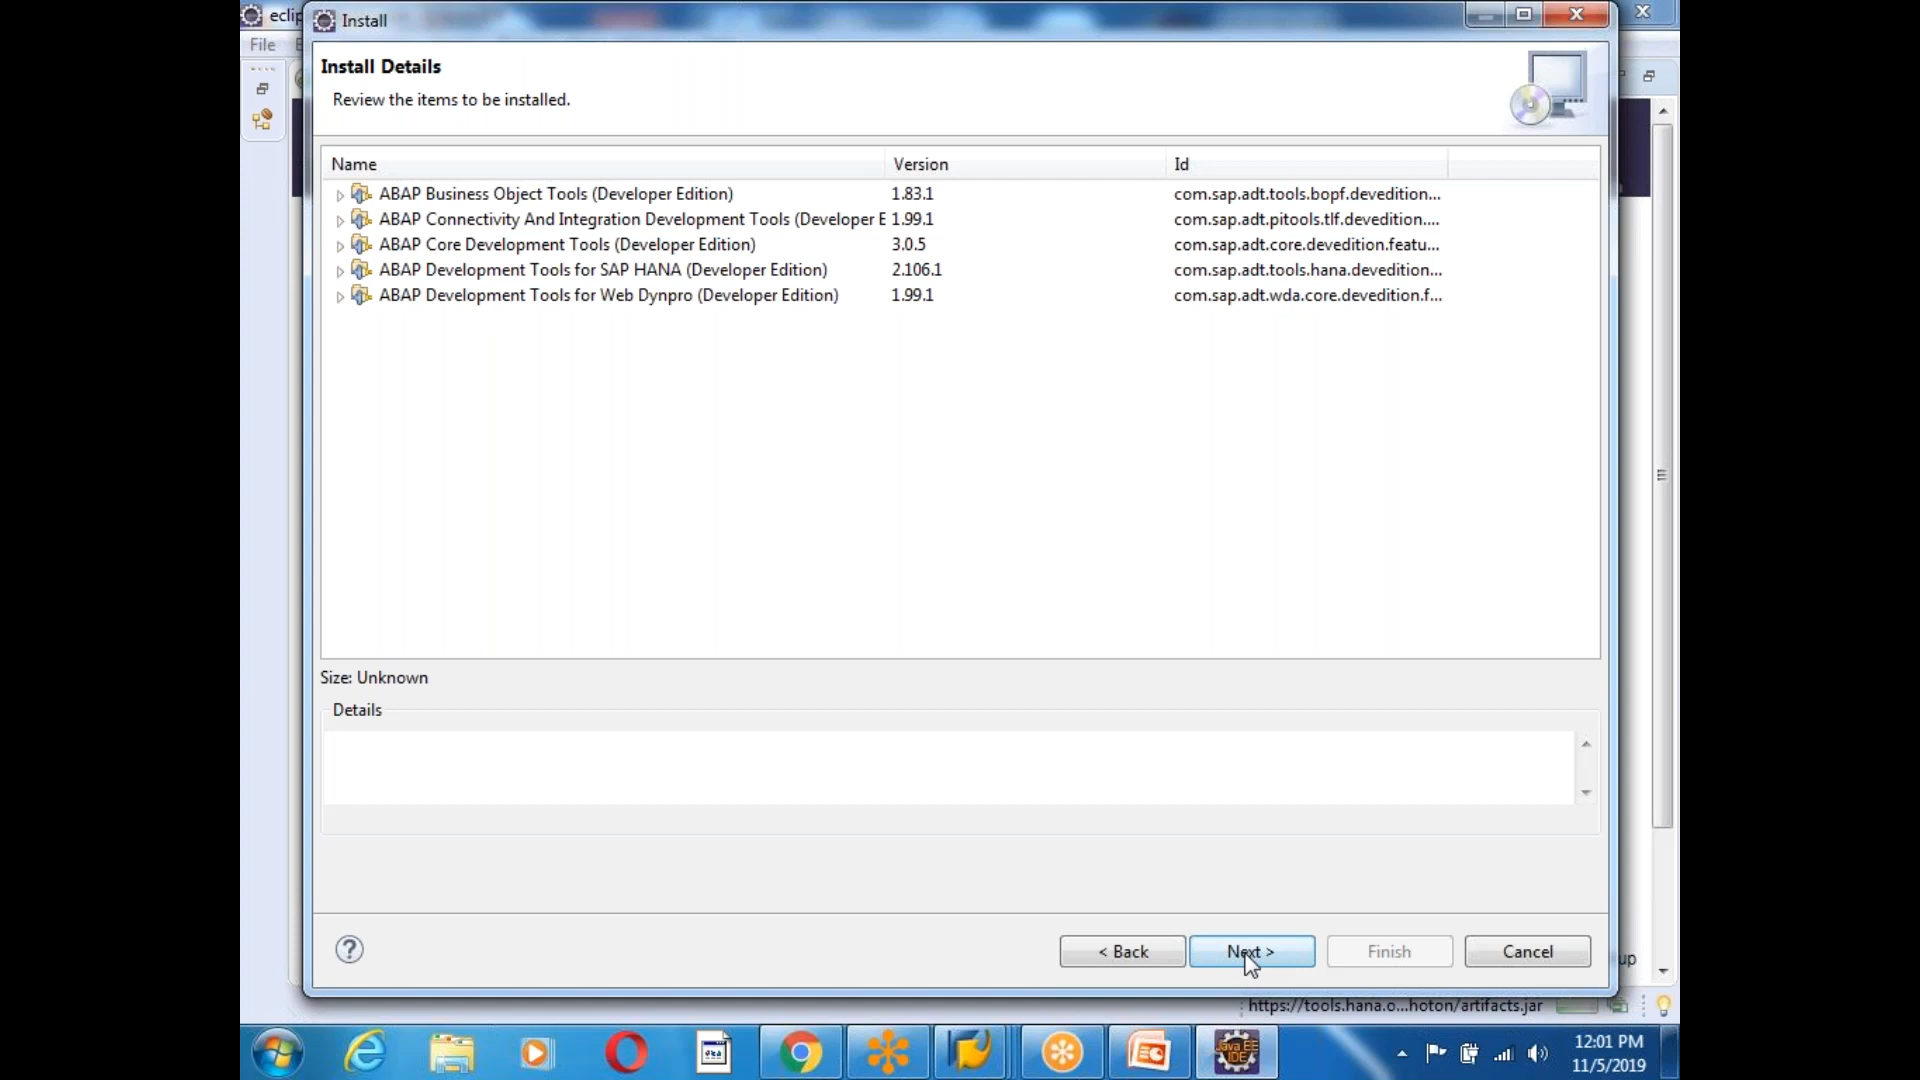 eclip
Install
File
Install Details
Review the items to be installed.
Name Version Id
ABAP Business Object Tools (Developer Edition) 1.83.1 com.sap.adt.tools.bopf.devedition...
ABAP Connectivity And Integration Development Tools (Developer E 1.99.1 com.sap.adt.pitools.tlf.devedition....
ABAP Core Development Tools (Developer Edition) 3.0.5 com.sap.adt.core.devedition.featu...
ABAP Development Tools for SAP HANA (Developer Edition) 2.106.1 com.sap.adt.tools.hana.devedition...
ABAP Development Tools for Web Dynpro (Developer Edition) 1.99.1 com.sap.adt.wda.core.devedition.f...
Size: Unknown
Details
< Back Next > Finish Cancel
up
https://tools.hana.o...hoton/artifacts.jar
Java EE
IDE
12:01 PM
11/5/2019